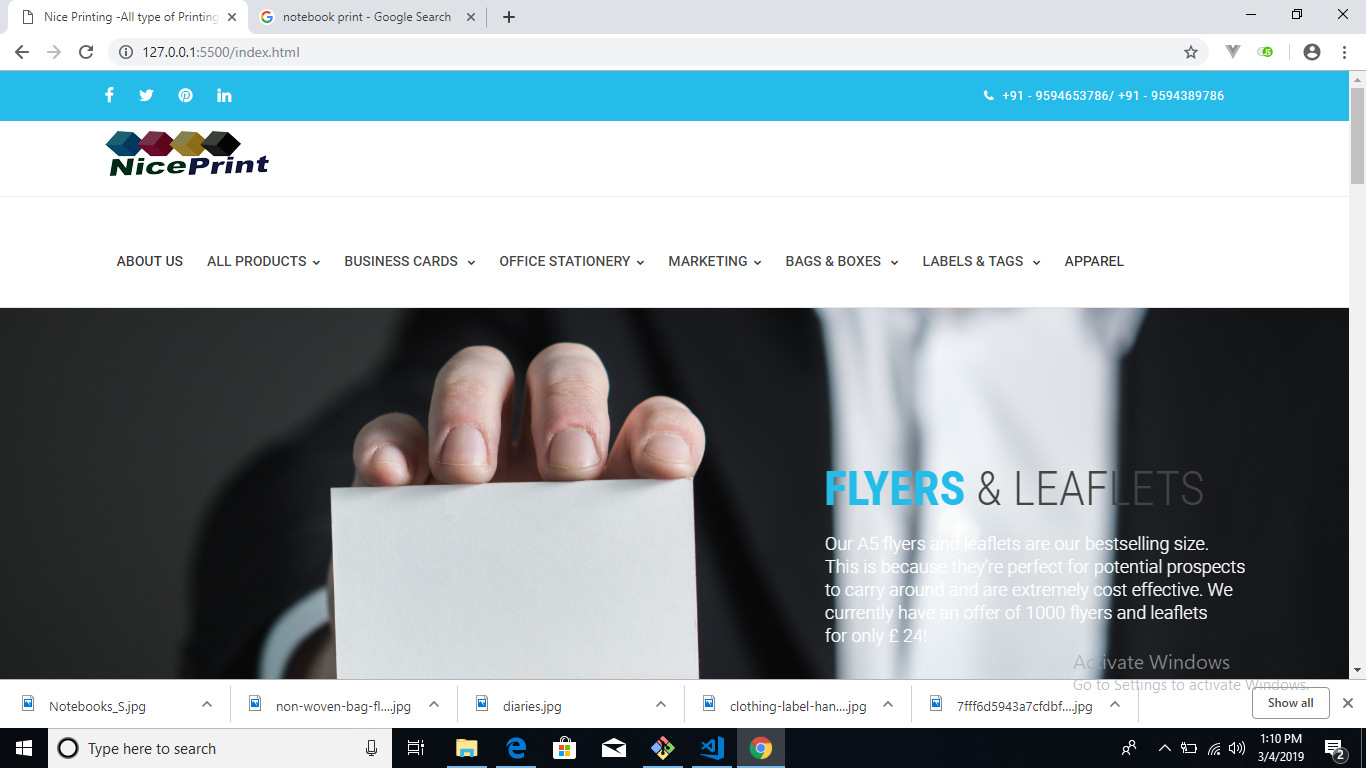 Nice Printing -All type of Printing
notebook print - Google Search
127.0.0.1:5500/index.html
+91 - 9594653786/ +91 - 9594389786
NicePrint
ABOUT US ALL PRODUCTS BUSINESS CARDS OFFICE STATIONERY MARKETING BAGS & BOXES LABELS & TAGS APPAREL
FLYERS & LEAFLETS
Our A5 flyers and leaflets are our bestselling size.
This is because they're perfect for potential prospects
to carry around and are extremely cost effective. We
currently have an offer of 1000 flyers and leaflets
for only £ 24!
Activate Windows
Go to Settings to activate Windows.
Notebooks_S.jpg non-woven-bag-fl....jpg diaries.jpg clothing-label-han....jpg 7fff6d5943a7cfdbf....jpg Show all
Type here to search
1:10 PM
3/4/2019
2